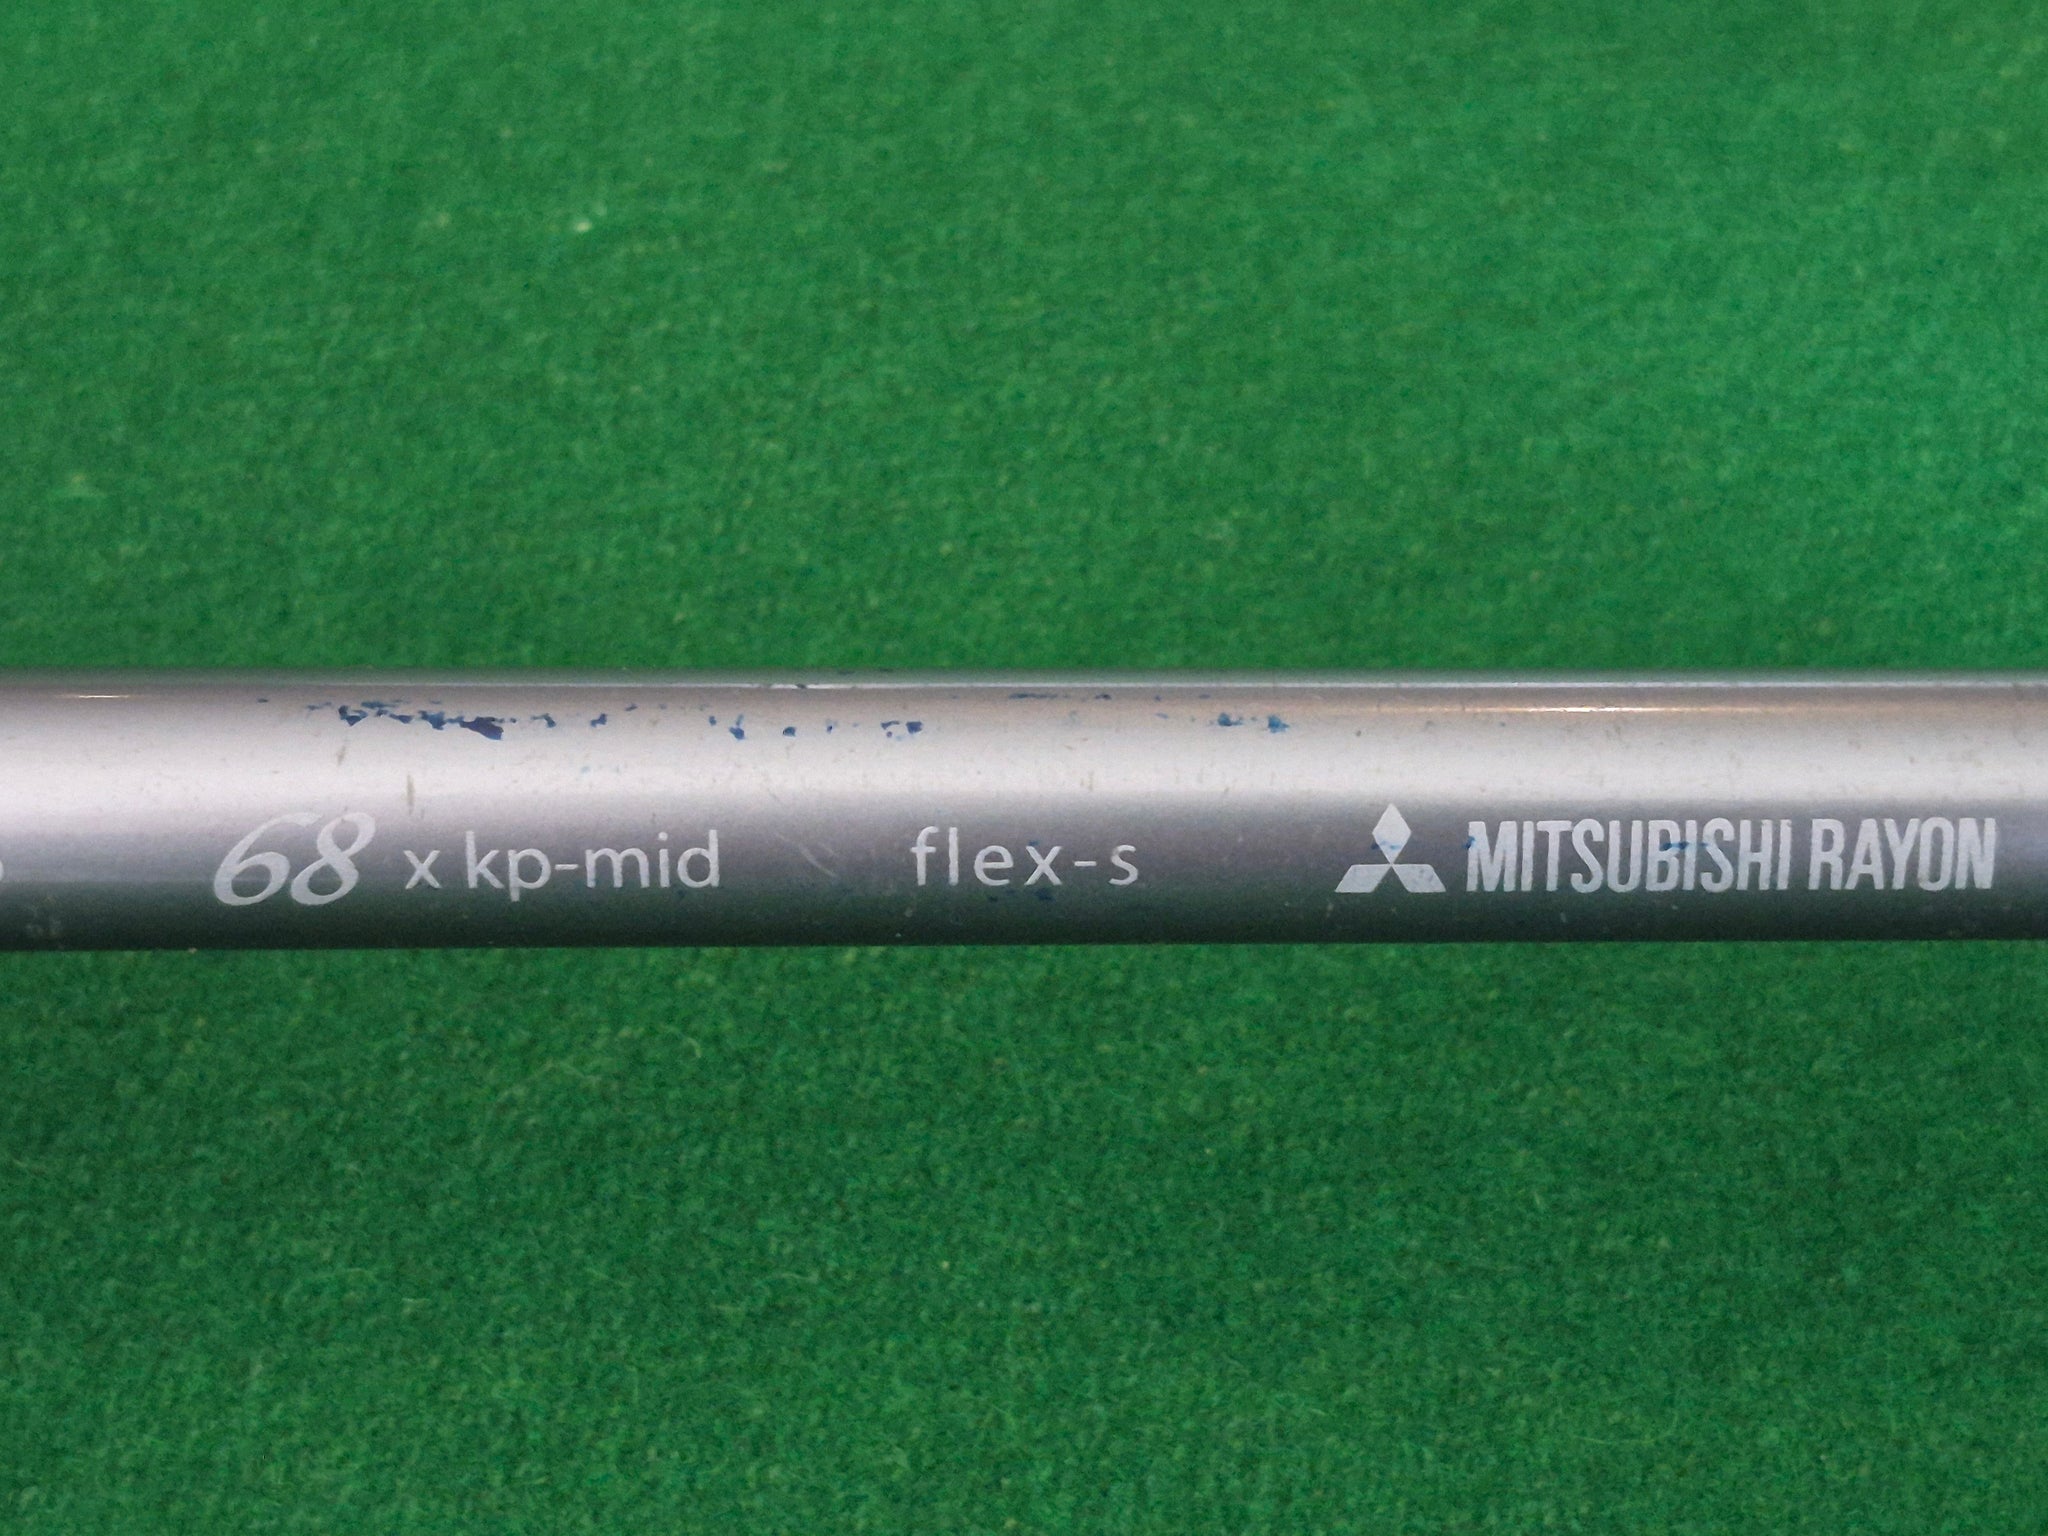 68 x kp-mid flex-s MITSUBISHI RAYON